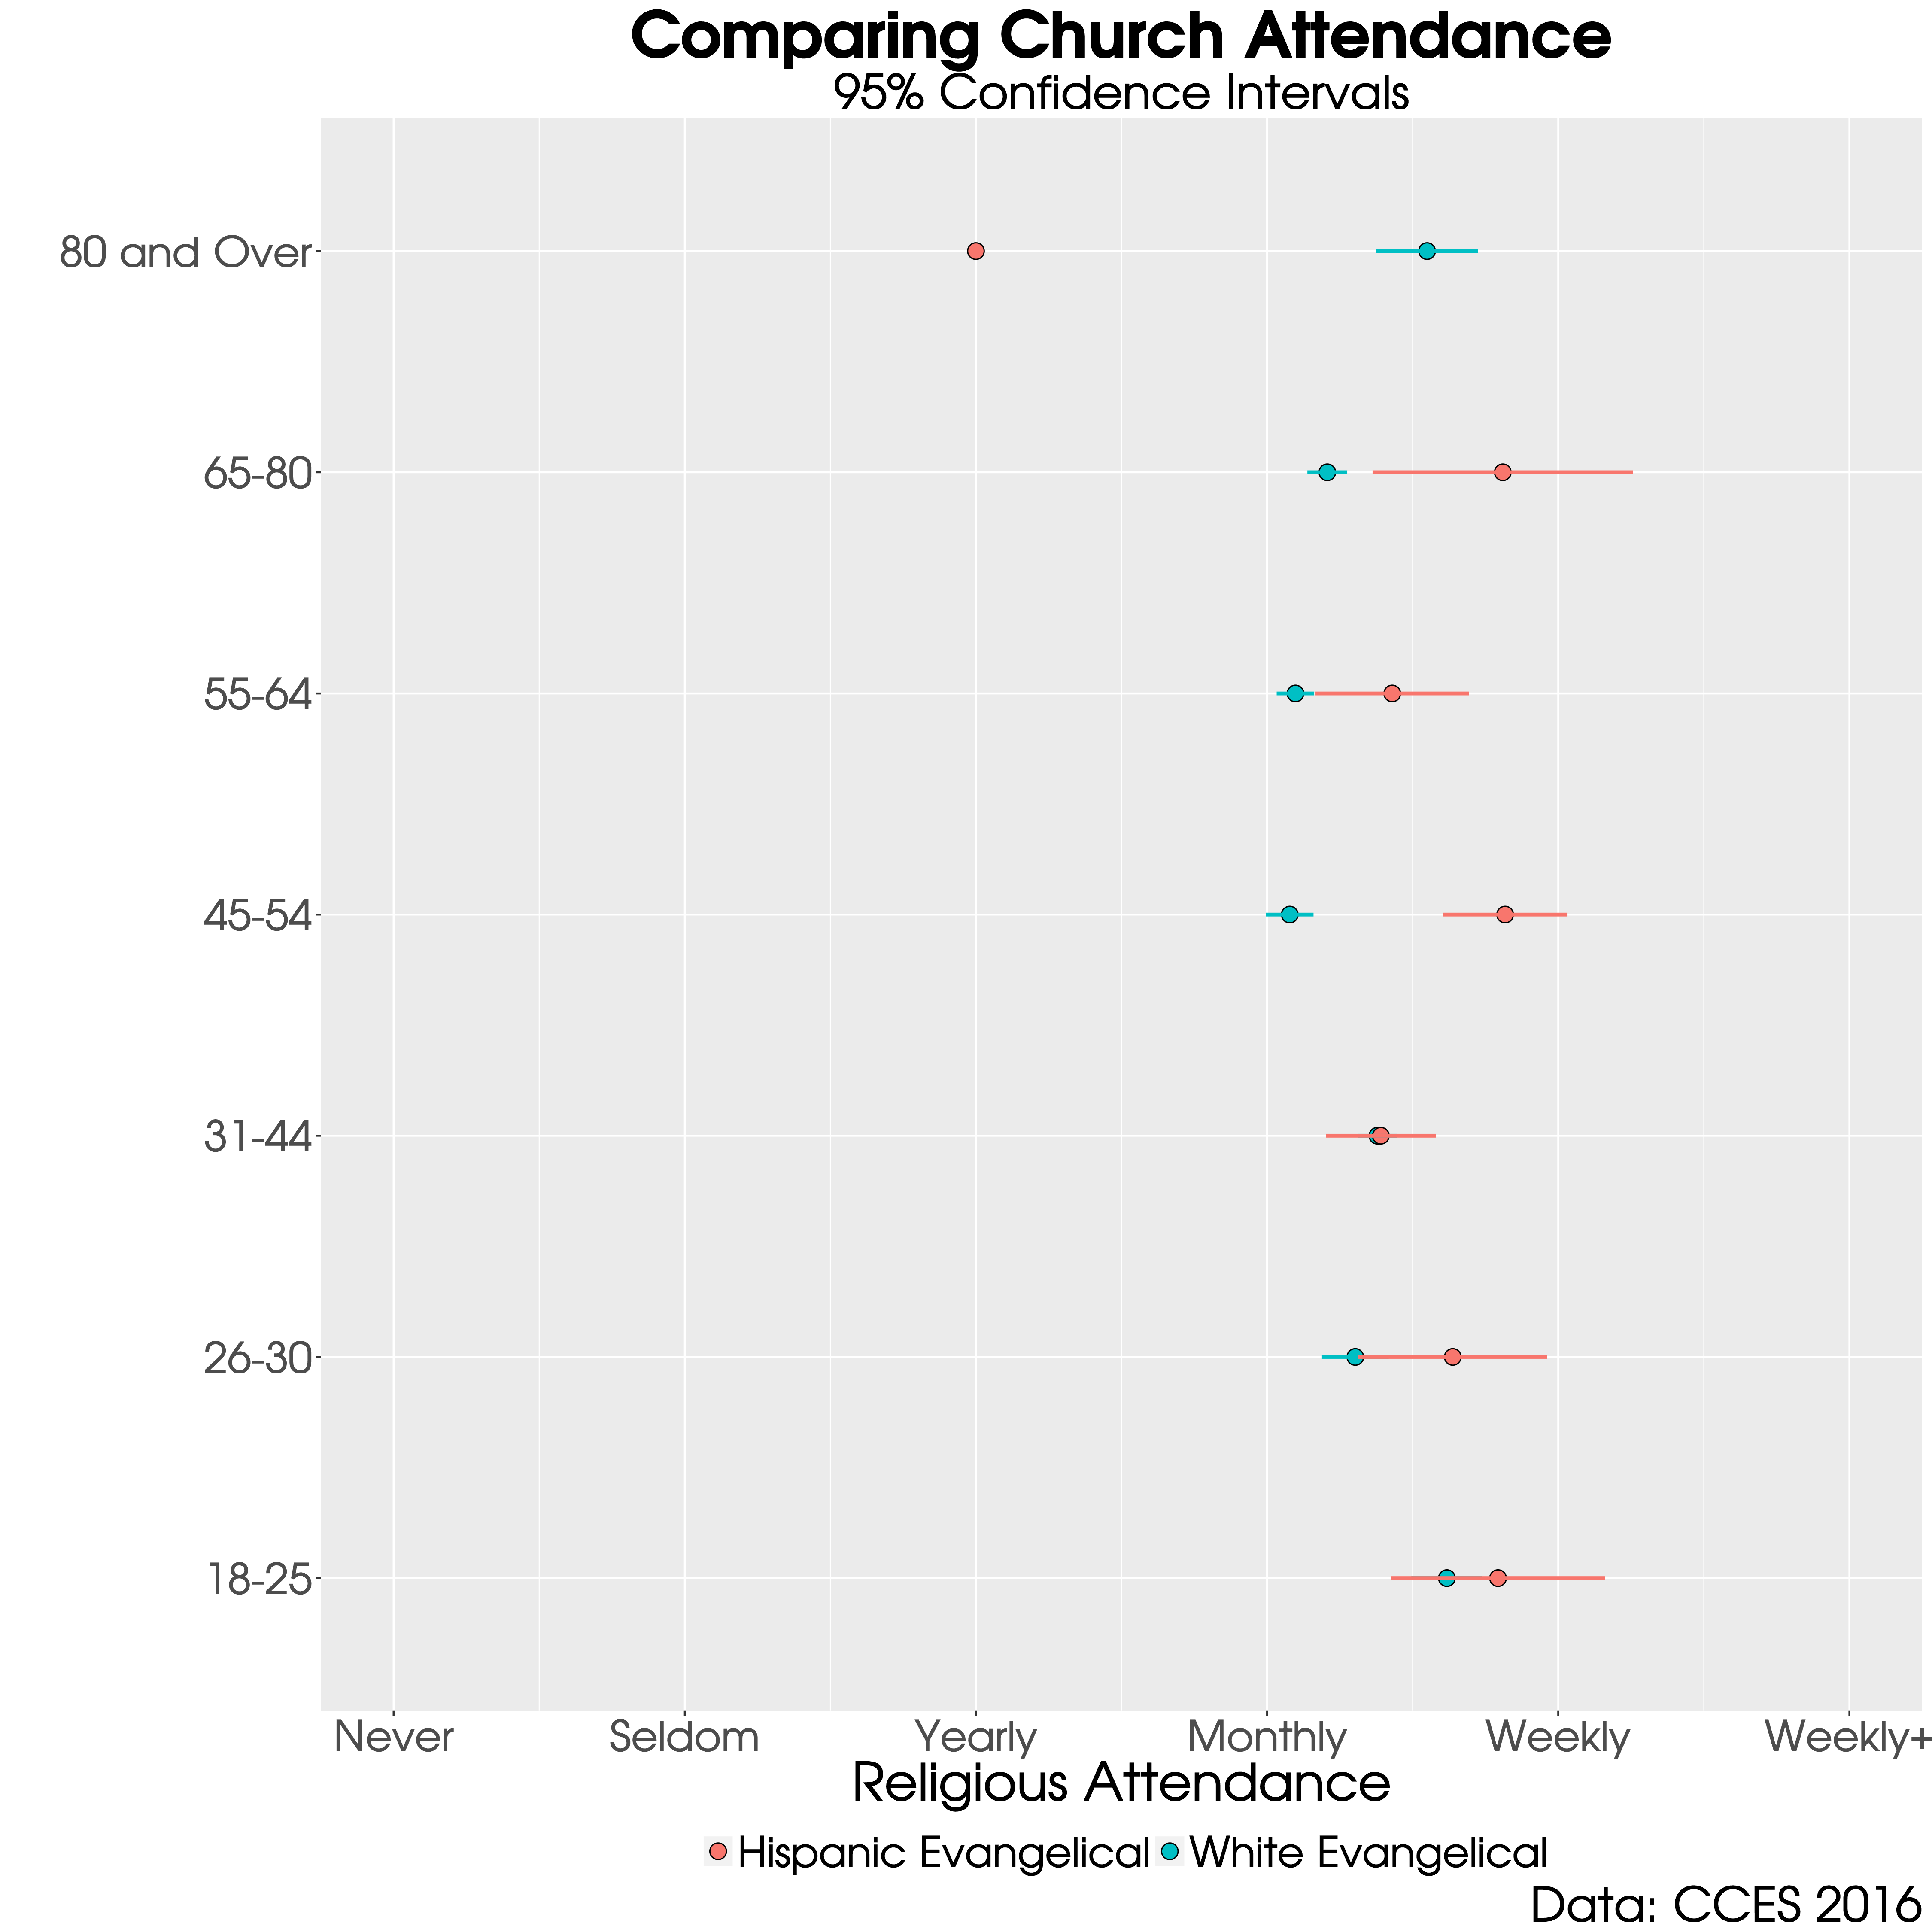 Comparing Church Attendance
95% Confidence Intervals
80 and Over
65-80
55-64
45-54
31-44
26-30
18-25
Never Seldom Yearly Monthly Weekly Weekly+
Religious Attendance
Hispanic Evangelical White Evangelical
Data: CCES 2016